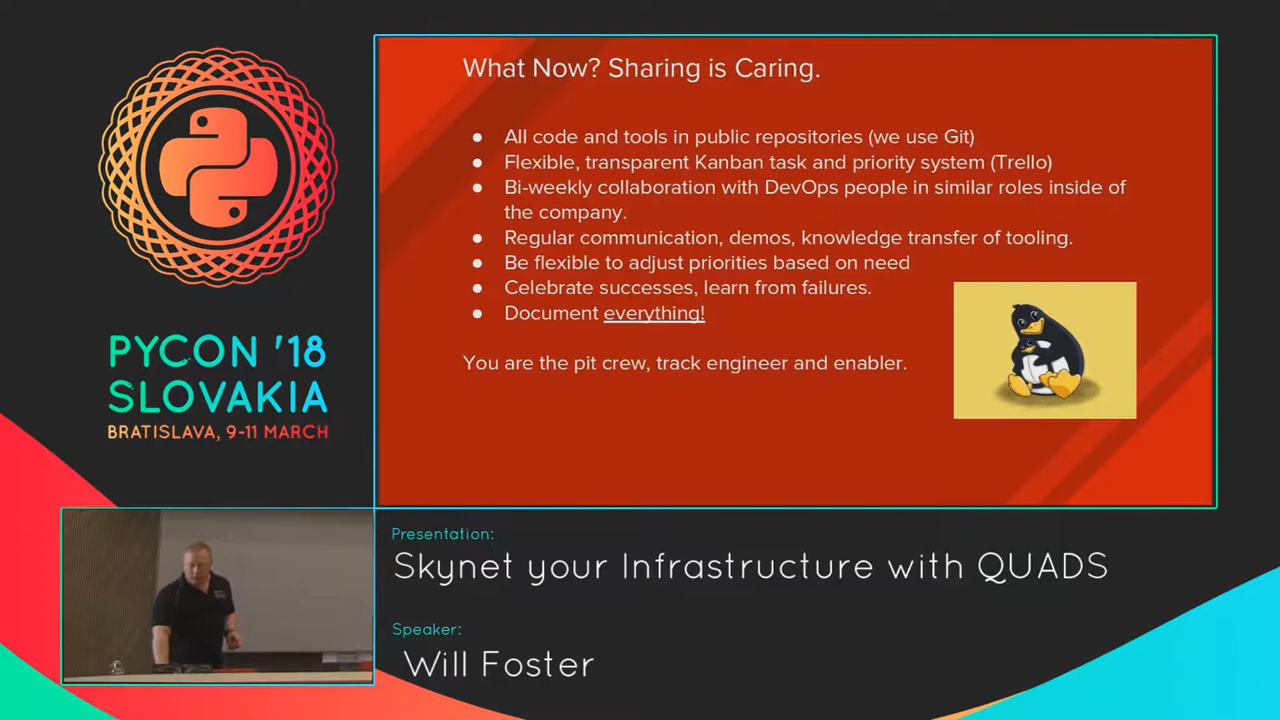 What Now? Sharing is Caring.
● All code and tools in public repositories (we use Git)
● Flexible, transparent Kanban task and priority system (Trello)
● Bi-weekly collaboration with DevOps people in similar roles inside of
the company.
● Regular communication, demos, knowledge transfer of tooling.
● Be flexible to adjust priorities based on need
● Celebrate successes, learn from failures.
● Document everything!
You are the pit crew, track engineer and enabler.
PYCON '18
SLOVAKIA
BRATISLAVA, 9-11 MARCH
Presentation:
Skynet your Infrastructure with QUADS
Speaker:
Will Foster